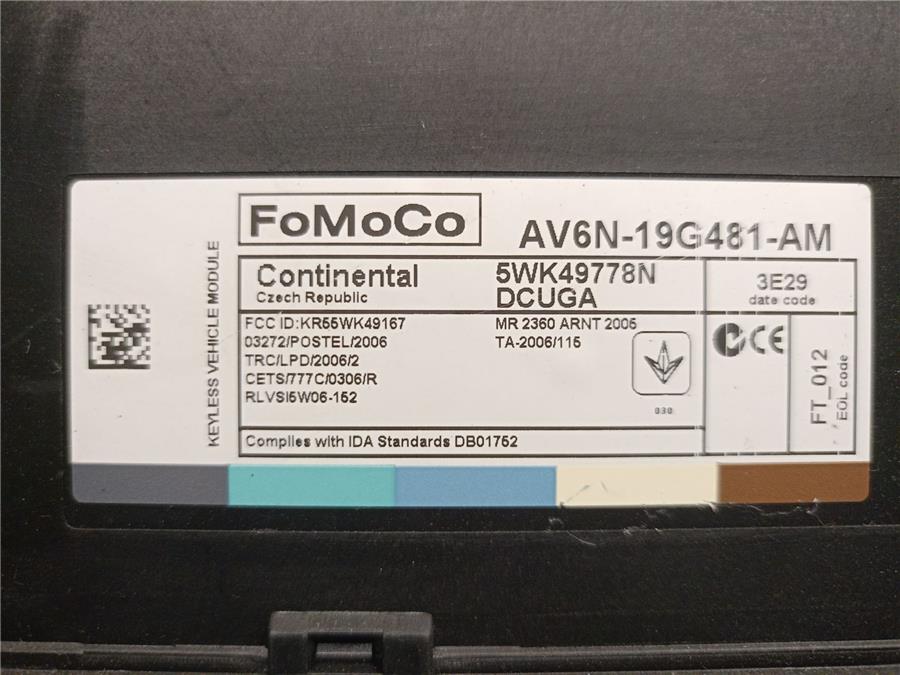 FoMoCo
AV6N-19G481-AM
KEYLESS VEHICLE MODULE
Continental
Czech Republic
5WK49778N
DCUGA
3E29
date code
FCC ID:KR55WK49167
03272/POSTEL/2006
TRC/LPD/2006/2
CETS/777C/0306/R
RLVSI5W06-152
MR 2360 ARNT 2005
TA-2006/115
030
CE
FT_012
EOL code
Complies with IDA Standards DB01752